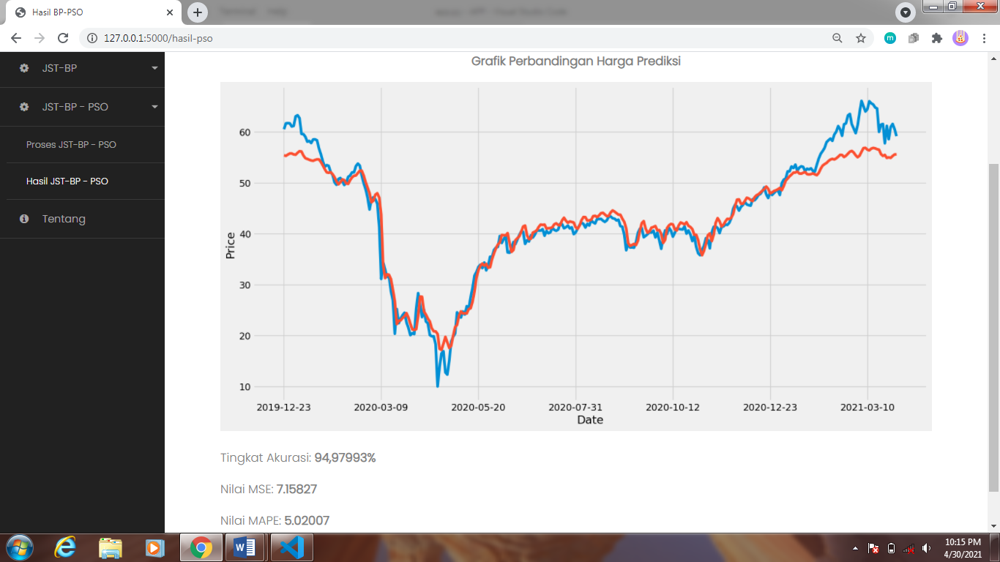 Hasil BP-PSO
127.0.0.1:5000/hasil-pso
JST-BP
JST-BP - PSO
Proses JST-BP - PSO
Hasil JST-BP - PSO
Tentang
Grafik Perbandingan Harga Prediksi
Price
60
50
40
30
20
10
2019-12-23 2020-03-09 2020-05-20 2020-07-31 2020-10-12 2020-12-23 2021-03-10
Date
Tingkat Akurasi: 94,97993%
Nilai MSE: 7.15827
Nilai MAPE: 5.02007
10:15 PM
4/30/2021